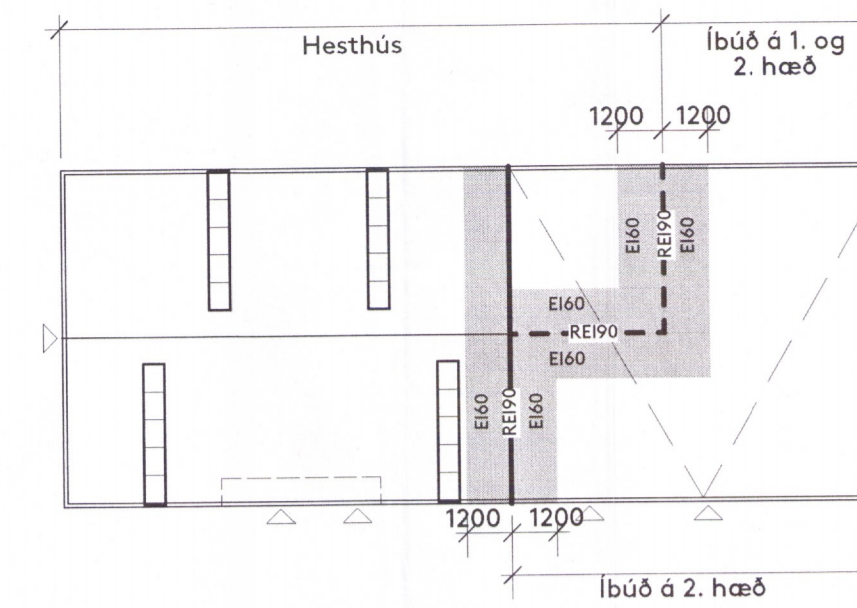 Hesthús
Íbúð á 1. og
2. hæð
1200 1200
EI60 REI90 EI60
EI60
REI90
EI60
EI60 REI90 EI60
1200 1200
Íbúð á 2. hæð